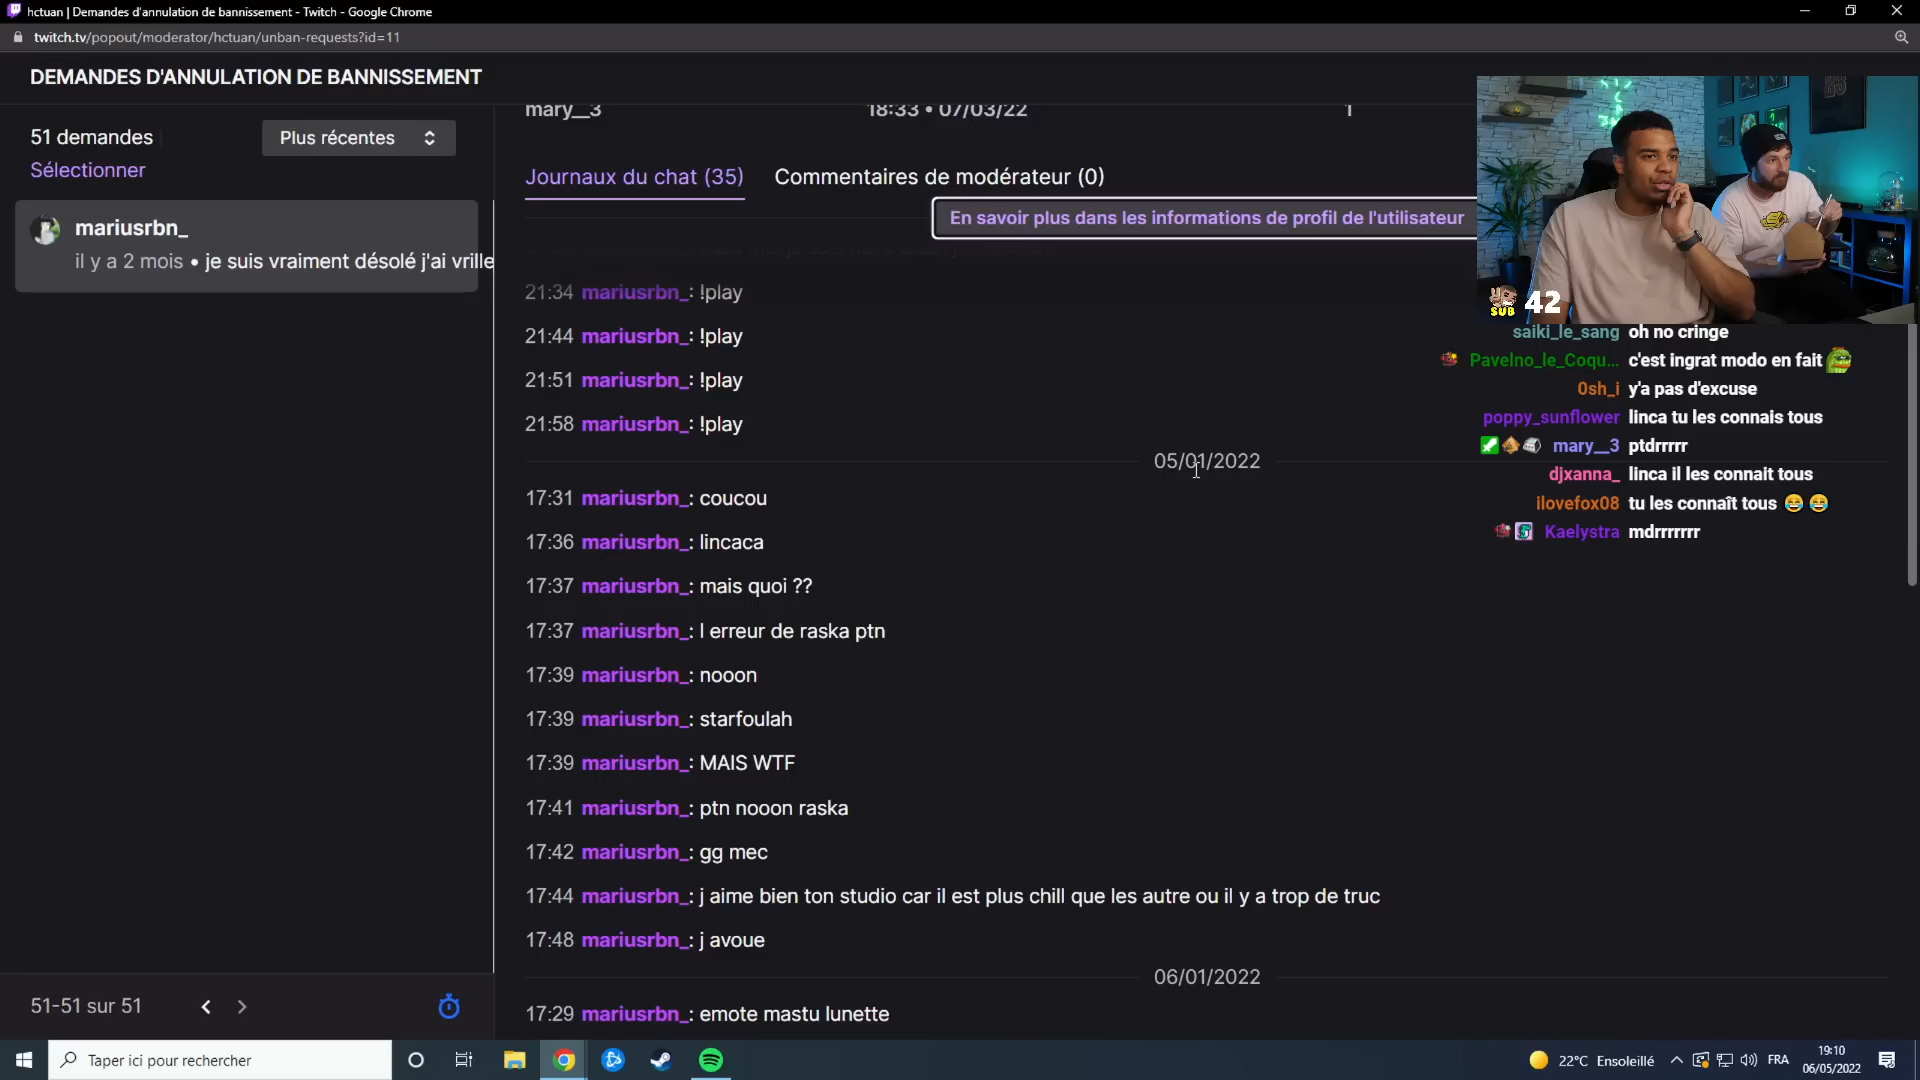 hctuan | Demandes d'annulation de bannissement - Twitch - Google Chrome
twitch.tv/popout/moderator/hctuan/unban-requests?id=11
DEMANDES D'ANNULATION DE BANNISSEMENT
51 demandes
Plus récentes
Sélectionner
mariusrbn_
il y a 2 mois • je suis vraiment désolé j'ai vrille
mary__3 18:33 • 07/03/22 1
Journaux du chat (35) Commentaires de modérateur (0)
En savoir plus dans les informations de profil de l'utilisateur
21:34 mariusrbn_: !play
21:44 mariusrbn_: !play
21:51 mariusrbn_: !play
21:58 mariusrbn_: !play
05/01/2022
17:31 mariusrbn_: coucou
17:36 mariusrbn_: lincaca
17:37 mariusrbn_: mais quoi ??
17:37 mariusrbn_: l erreur de raska ptn
17:39 mariusrbn_: nooon
17:39 mariusrbn_: starfoulah
17:39 mariusrbn_: MAIS WTF
17:41 mariusrbn_: ptn nooon raska
17:42 mariusrbn_: gg mec
17:44 mariusrbn_: j aime bien ton studio car il est plus chill que les autre ou il y a trop de truc
17:48 mariusrbn_: j avoue
06/01/2022
17:29 mariusrbn_: emote mastu lunette
SUB 42
saiki_le_sang oh no cringe
Pavelno_le_Coqu... c'est ingrat modo en fait
0sh_i y'a pas d'excuse
poppy_sunflower linca tu les connais tous
mary__3 ptdrrrrr
djxanna_ linca il les connait tous
ilovefox08 tu les connaît tous 😂 😂
Kaelystra mdrrrrrrr
51-51 sur 51
Taper ici pour rechercher
22°C Ensoleillé
FRA
19:10
06/05/2022